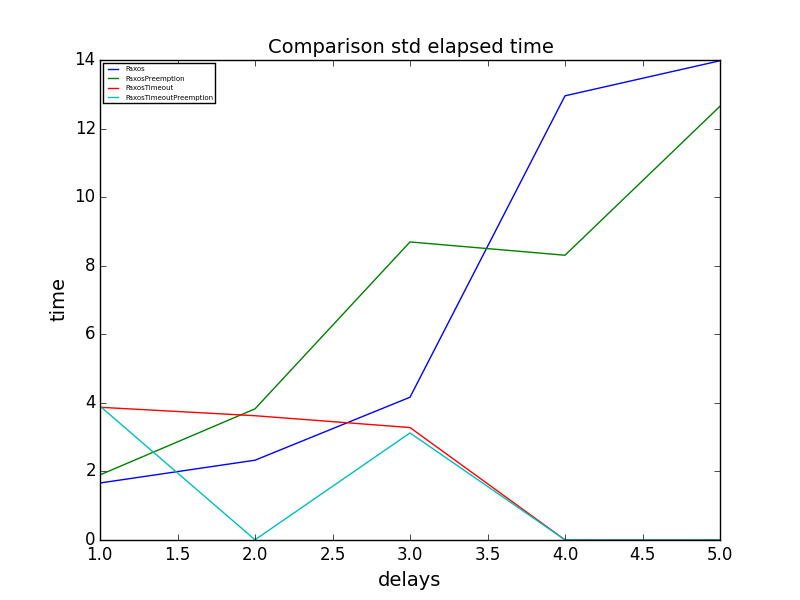 Comparison std elapsed time
Paxos
PaxosPreemption
PaxosTimeout
PaxosTimeoutPreemption
14
12
10
8
6
4
2
0
time
1.0 1.5 2.0 2.5 3.0 3.5 4.0 4.5 5.0
delays